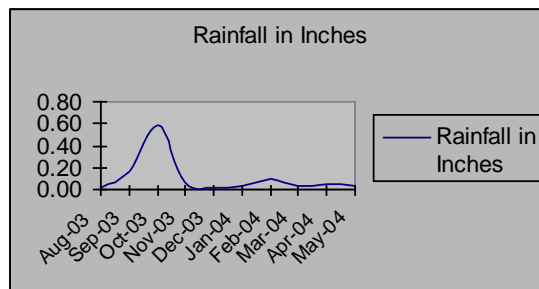 Rainfall in Inches
0.80
0.60
0.40
0.20
0.00
Aug-03
Sep-03
Oct-03
Nov-03
Dec-03
Jan-04
Feb-04
Mar-04
Apr-04
May-04
Rainfall in
Inches